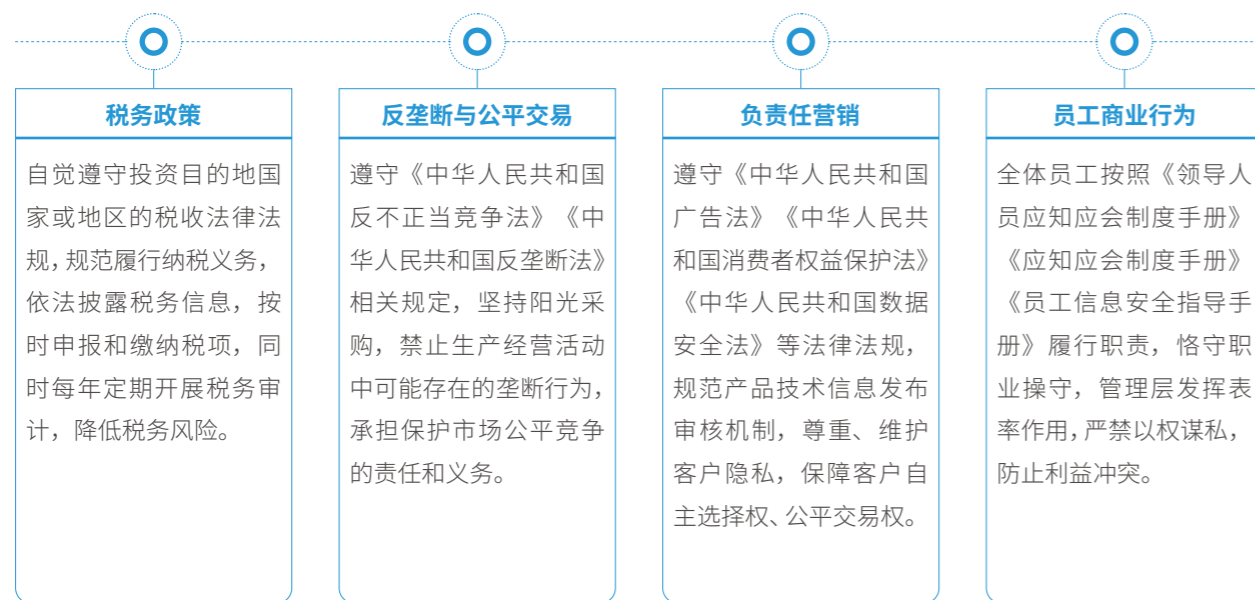 税务政策
自觉遵守投资目的地国
家或地区的税收法律法
规，规范履行纳税义务，
依法披露税务信息，按
时申报和缴纳税项，同
时每年定期开展税务审
计，降低税务风险。
反垄断与公平交易
遵守《中华人民共和国
反不正当竞争法》《中
华人民共和国反垄断法》
相关规定，坚持阳光采
购，禁止生产经营活动
中可能存在的垄断行为，
承担保护市场公平竞争
的责任和义务。
负责任营销
遵守《中华人民共和国
广告法》《中华人民共
和国消费者权益保护法》
《中华人民共和国数据
安全法》等法律法规，
规范产品技术信息发布
审核机制，尊重、维护
客户隐私，保障客户自
主选择权、公平交易权。
员工商业行为
全体员工按照《领导人
员应知应会制度手册》
《应知应会制度手册》
《员工信息安全指导手
册》履行职责，恪守职
业操守，管理层发挥表
率作用，严禁以权谋私，
防止利益冲突。